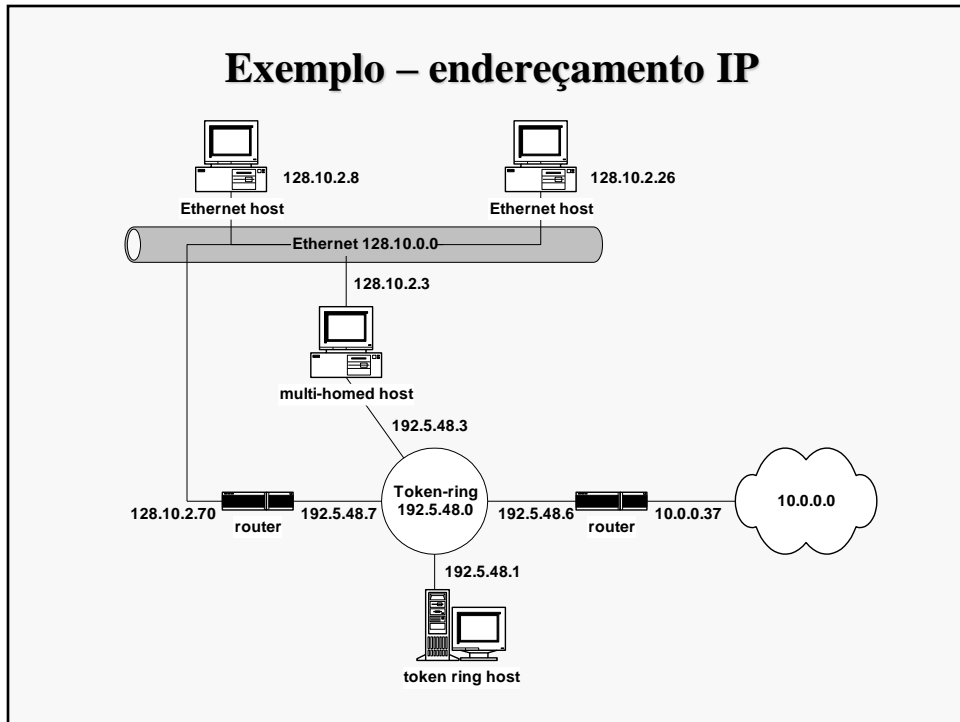 Exemplo – endereçamento IP
128.10.2.8
128.10.2.26
Ethernet host
Ethernet host
Ethernet 128.10.0.0
128.10.2.3
multi-homed host
192.5.48.3
Token-ring
192.5.48.0
128.10.2.70
192.5.48.7
192.5.48.6
10.0.0.37
10.0.0.0
router
router
192.5.48.1
token ring host